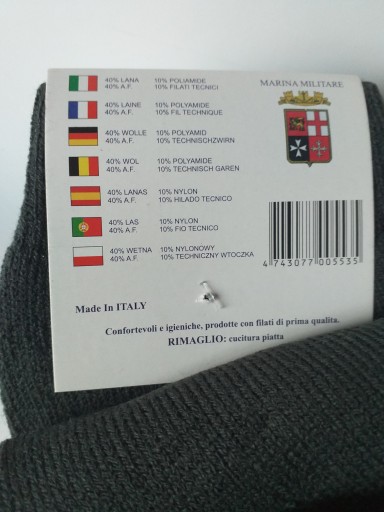 MARINA MILITARE
40% LANA 10% POLIAMIDE
40% A.F. 10% FILATI TECNICI
40% LAINE 10% POLYAMIDE
40% A.F. 10% FIL TECHNIQUE
40% WOLLE 10% POLYAMID
40% A.F. 10% TECHNISCHZWIRN
40% WOL 10% POLYAMIDE
40% A.F. 10% TECHNISCH GAREN
40% LANAS 10% NYLON
40% A.F. 10% HILADO TECNICO
40% LAS 10% NYLON
40% A.F. 10% FIO TECNICO
40% WETNA 10% NYLONOWY
40% A.F. 10% TECHNICZNY WTOCZKA
4 743077 005535
Made In ITALY
Confortevoli e igieniche, prodotte con filati di prima qualita.
RIMAGLIO: cucitura piatta